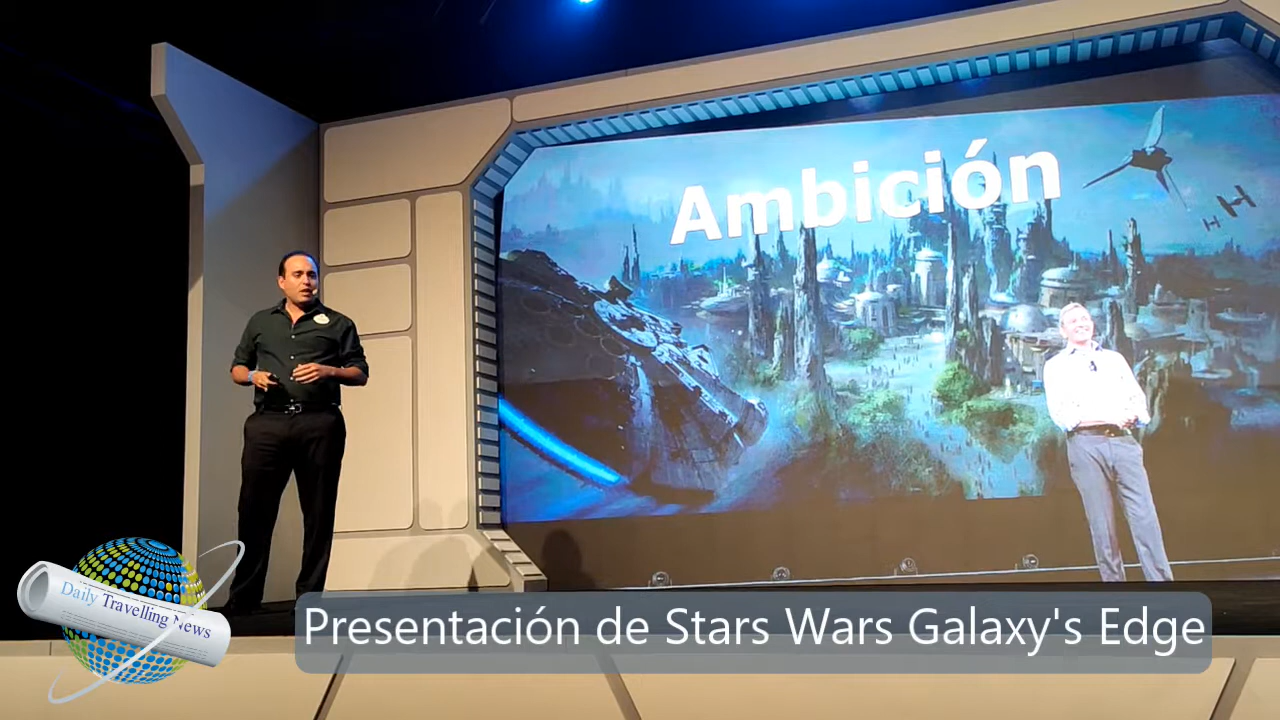 Ambición
Daily Travelling News
Presentación de Stars Wars Galaxy's Edge